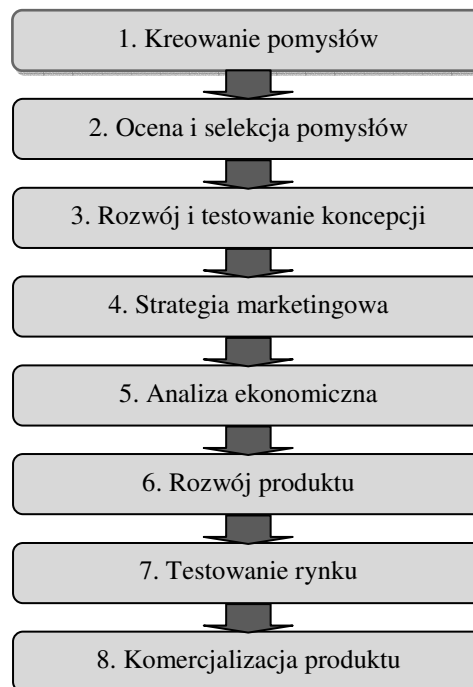 1. Kreowanie pomysłów
2. Ocena i selekcja pomysłów
3. Rozwój i testowanie koncepcji
4. Strategia marketingowa
5. Analiza ekonomiczna
6. Rozwój produktu
7. Testowanie rynku
8. Komercjalizacja produktu